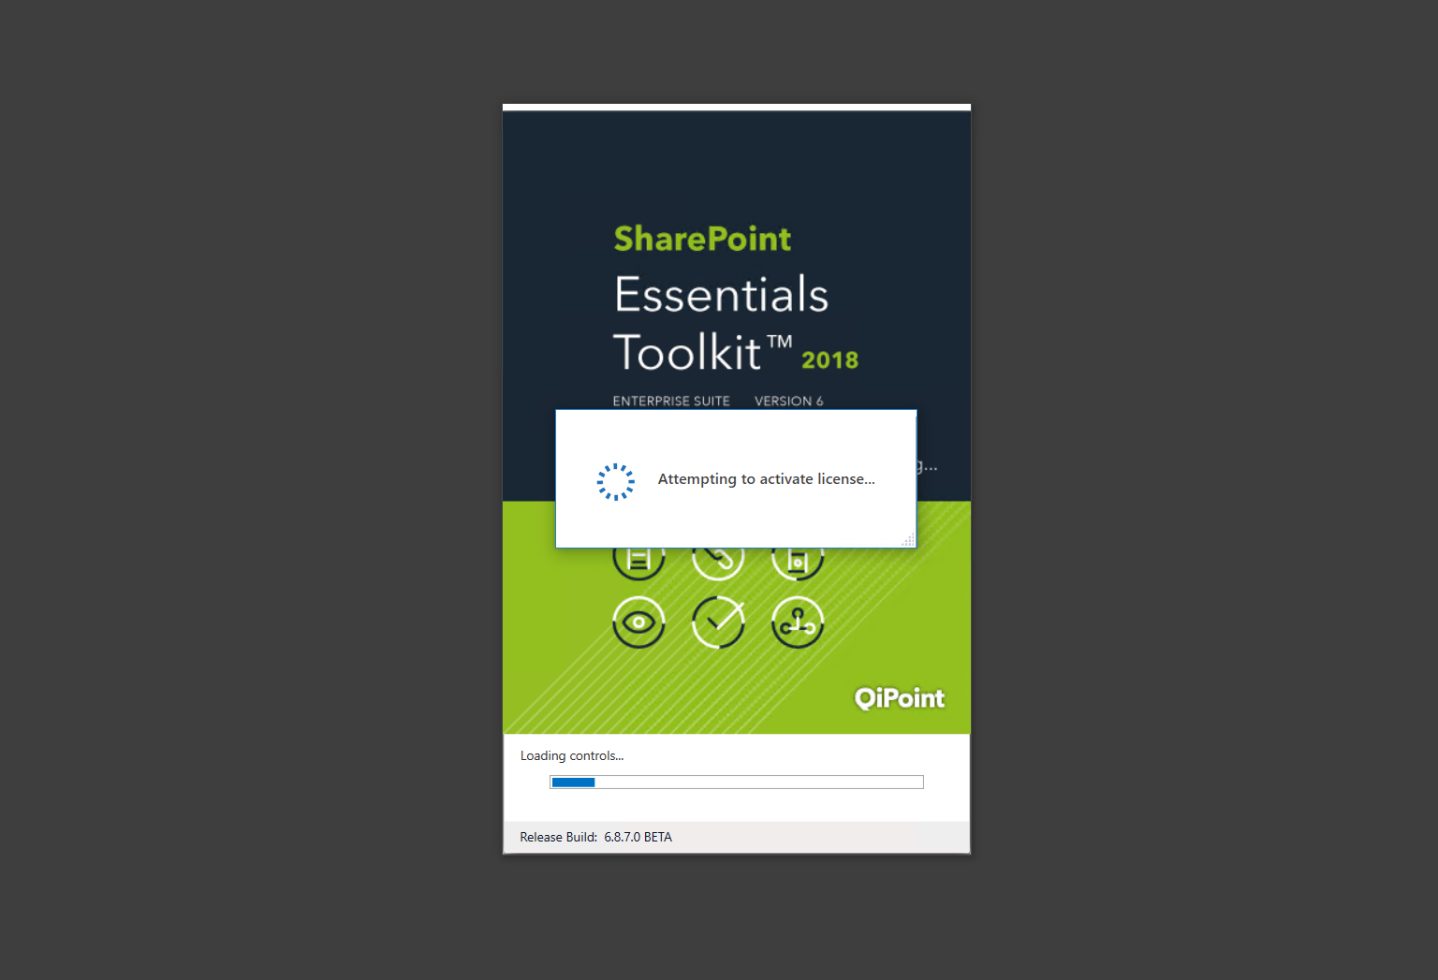 SharePoint
Essentials
Toolkit™ 2018
ENTERPRISE SUITE VERSION 6
Attempting to activate license...
QiPoint
Loading controls...
Release Build: 6.8.7.0 BETA